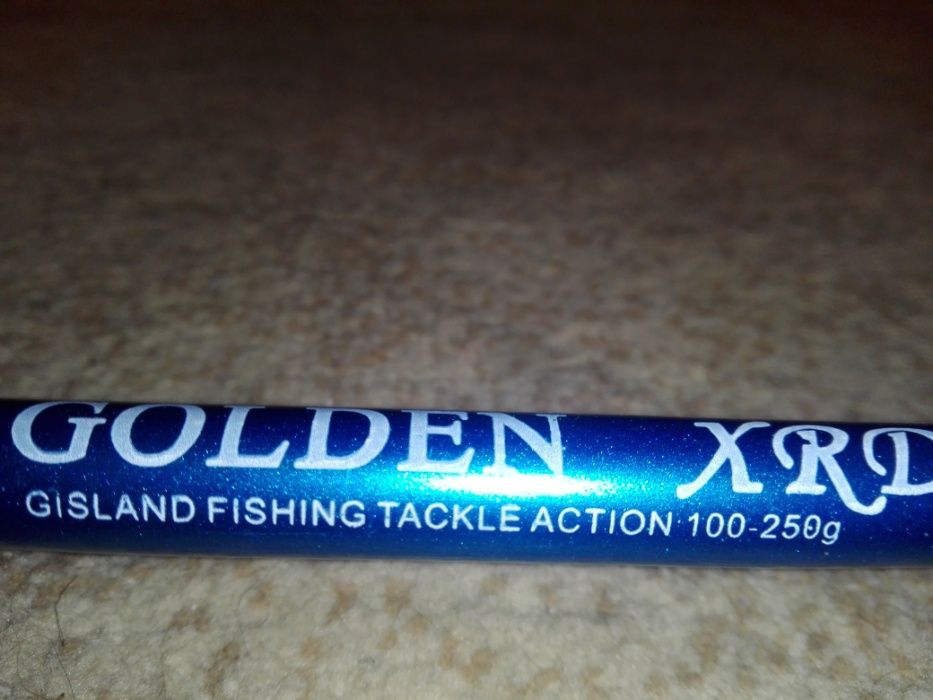 GOLDEN XRD
GISLAND FISHING TACKLE ACTION 100-250g